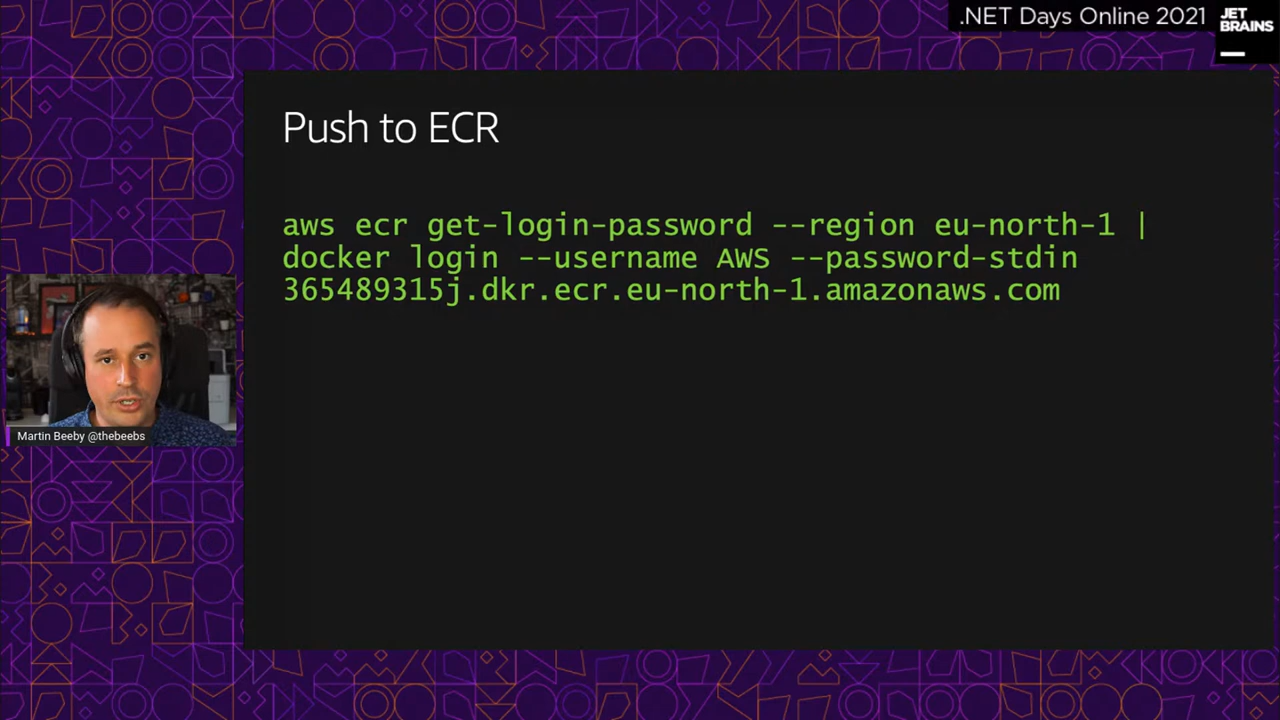 .NET Days Online 2021
JET
BRAINS
Push to ECR
aws ecr get-login-password --region eu-north-1 |
docker login --username AWS --password-stdin
365489315j.dkr.ecr.eu-north-1.amazonaws.com
Martin Beeby @thebeebs